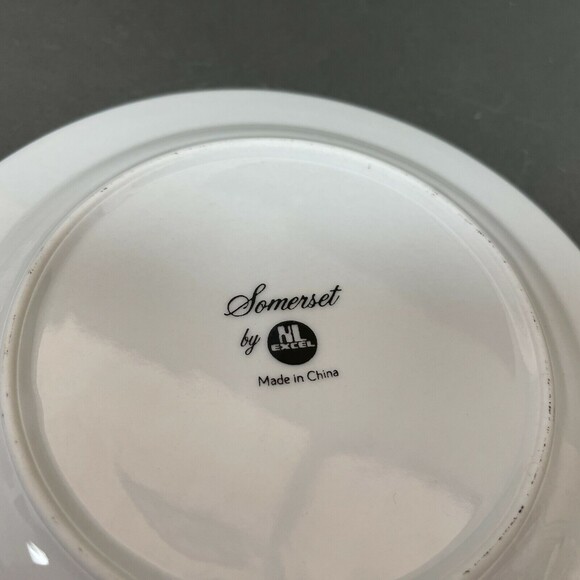 Somerset
by HL
EXCEL
Made in China